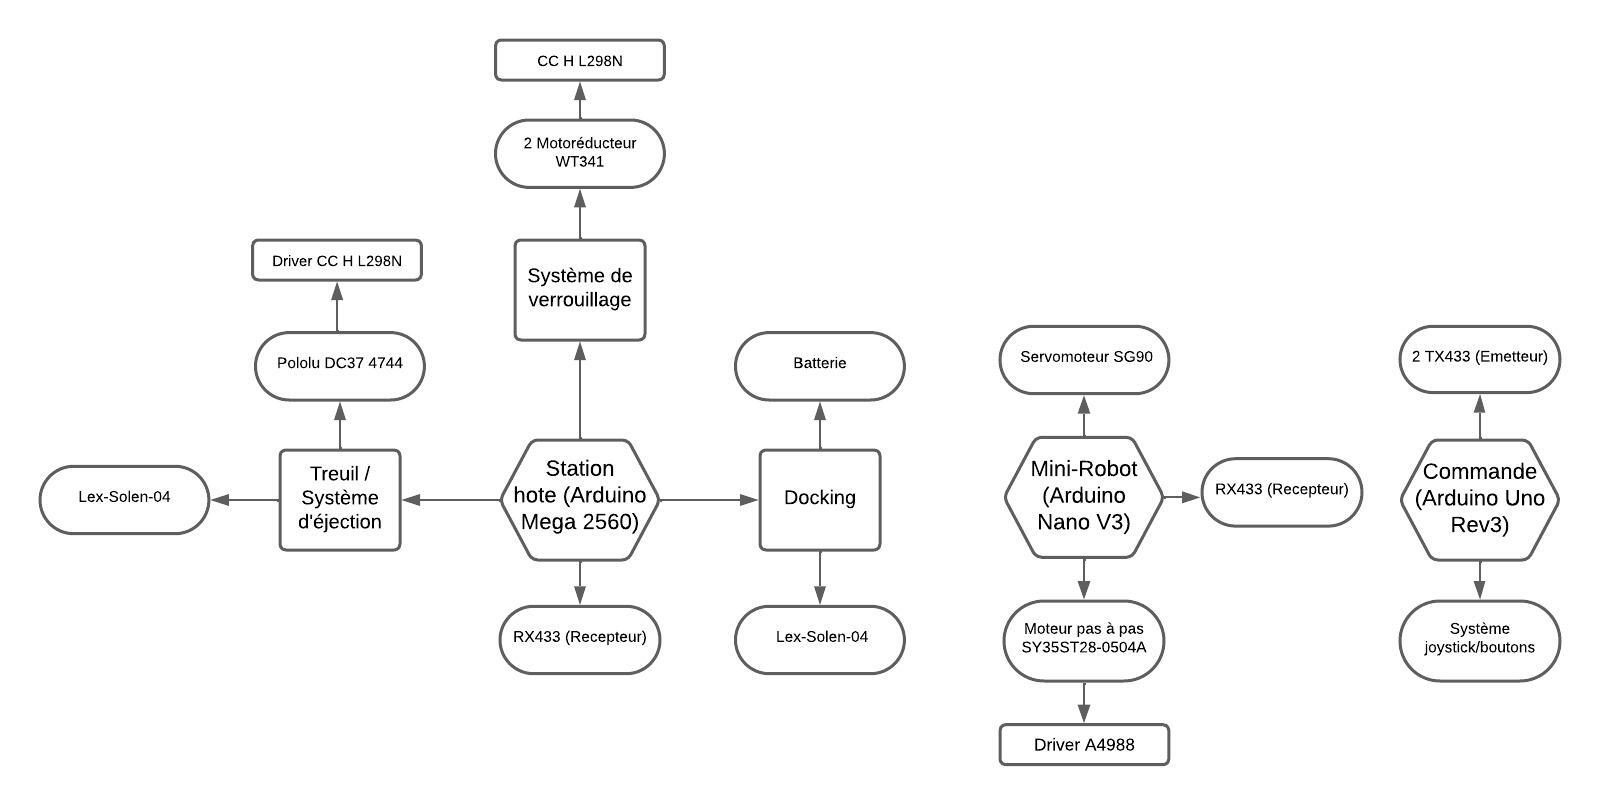 CC H L298N
2 Motoréducteur
WT341
Driver CC H L298N
Système de
verrouillage
Pololu DC37 4744
Batterie
Servomoteur SG90
2 TX433 (Emetteur)
Lex-Solen-04
Treuil /
Système
d'éjection
Station
hote (Arduino
Mega 2560)
Docking
Mini-Robot
(Arduino
Nano V3)
RX433 (Recepteur)
Commande
(Arduino Uno
Rev3)
RX433 (Recepteur)
Lex-Solen-04
Moteur pas à pas
SY35ST28-0504A
Système
joystick/boutons
Driver A4988